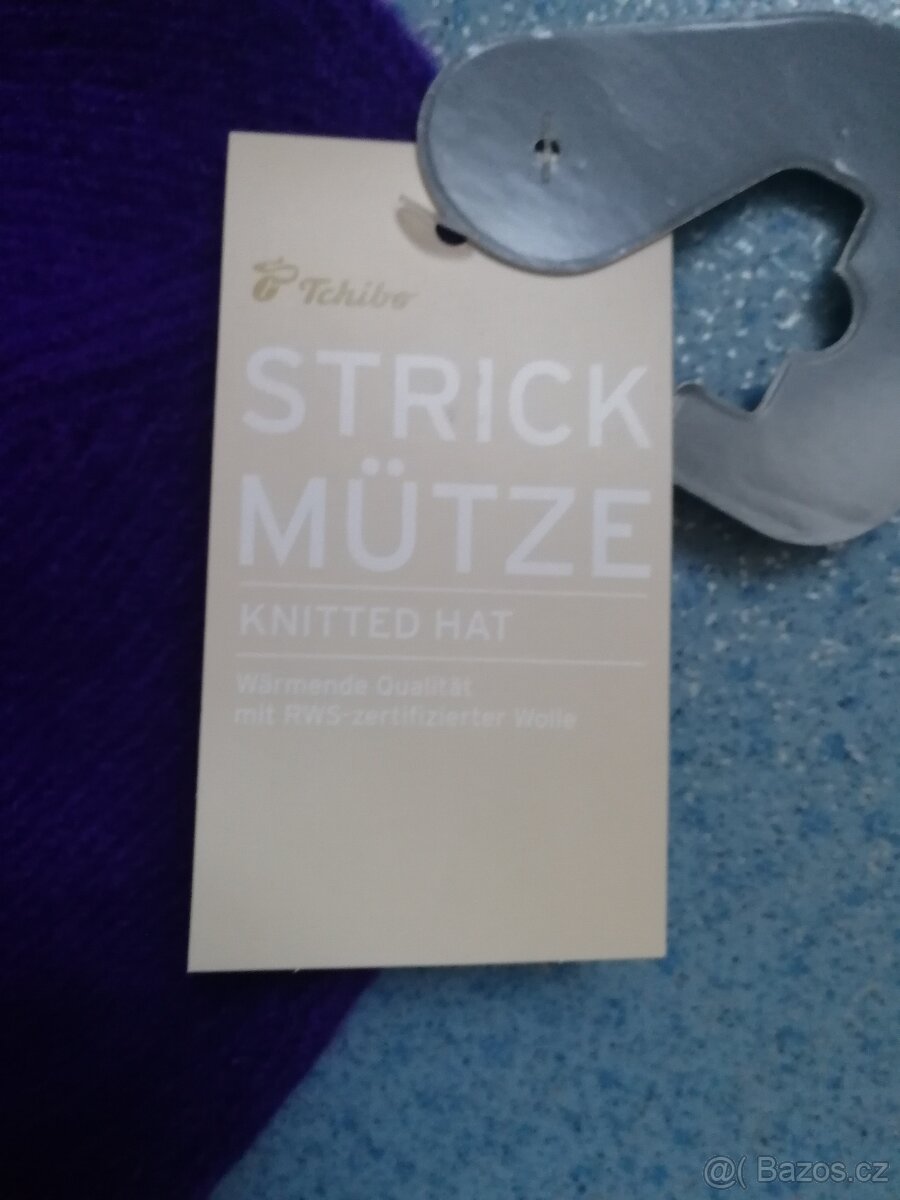 Tchibo
STRICK
MÜTZE
KNITTED HAT
Wärmende Qualität
mit RWS-zertifizierter Wolle
@( Bazos.cz